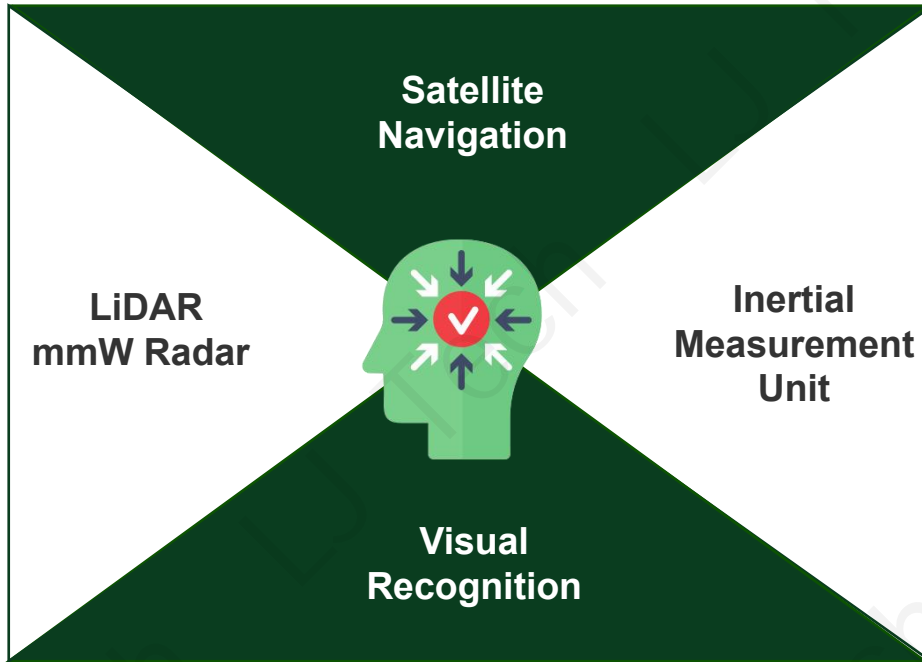 Satellite
Navigation
LiDAR
mmW Radar
Inertial
Measurement
Unit
Visual
Recognition